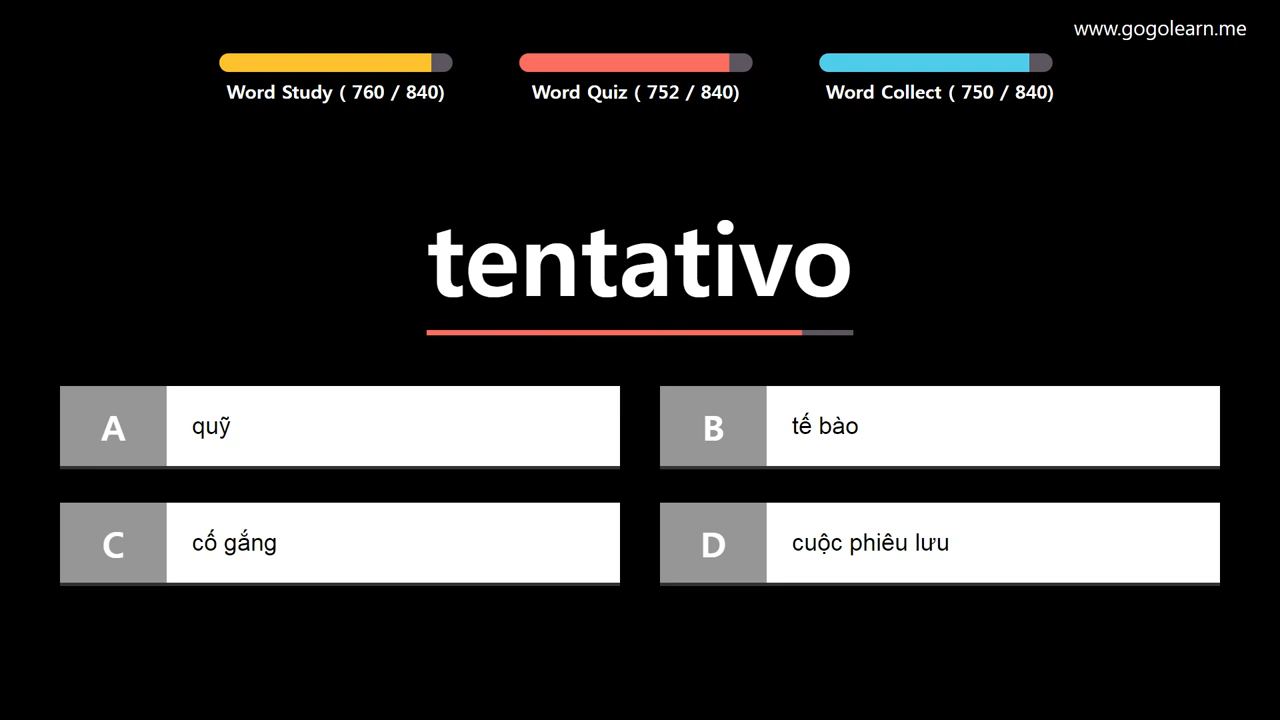 www.gogolearn.me
Word Study ( 760 / 840)
Word Quiz ( 752 / 840)
Word Collect ( 750 / 840)
tentativo
A quỹ
B tế bào
C cố gắng
D cuộc phiêu lưu